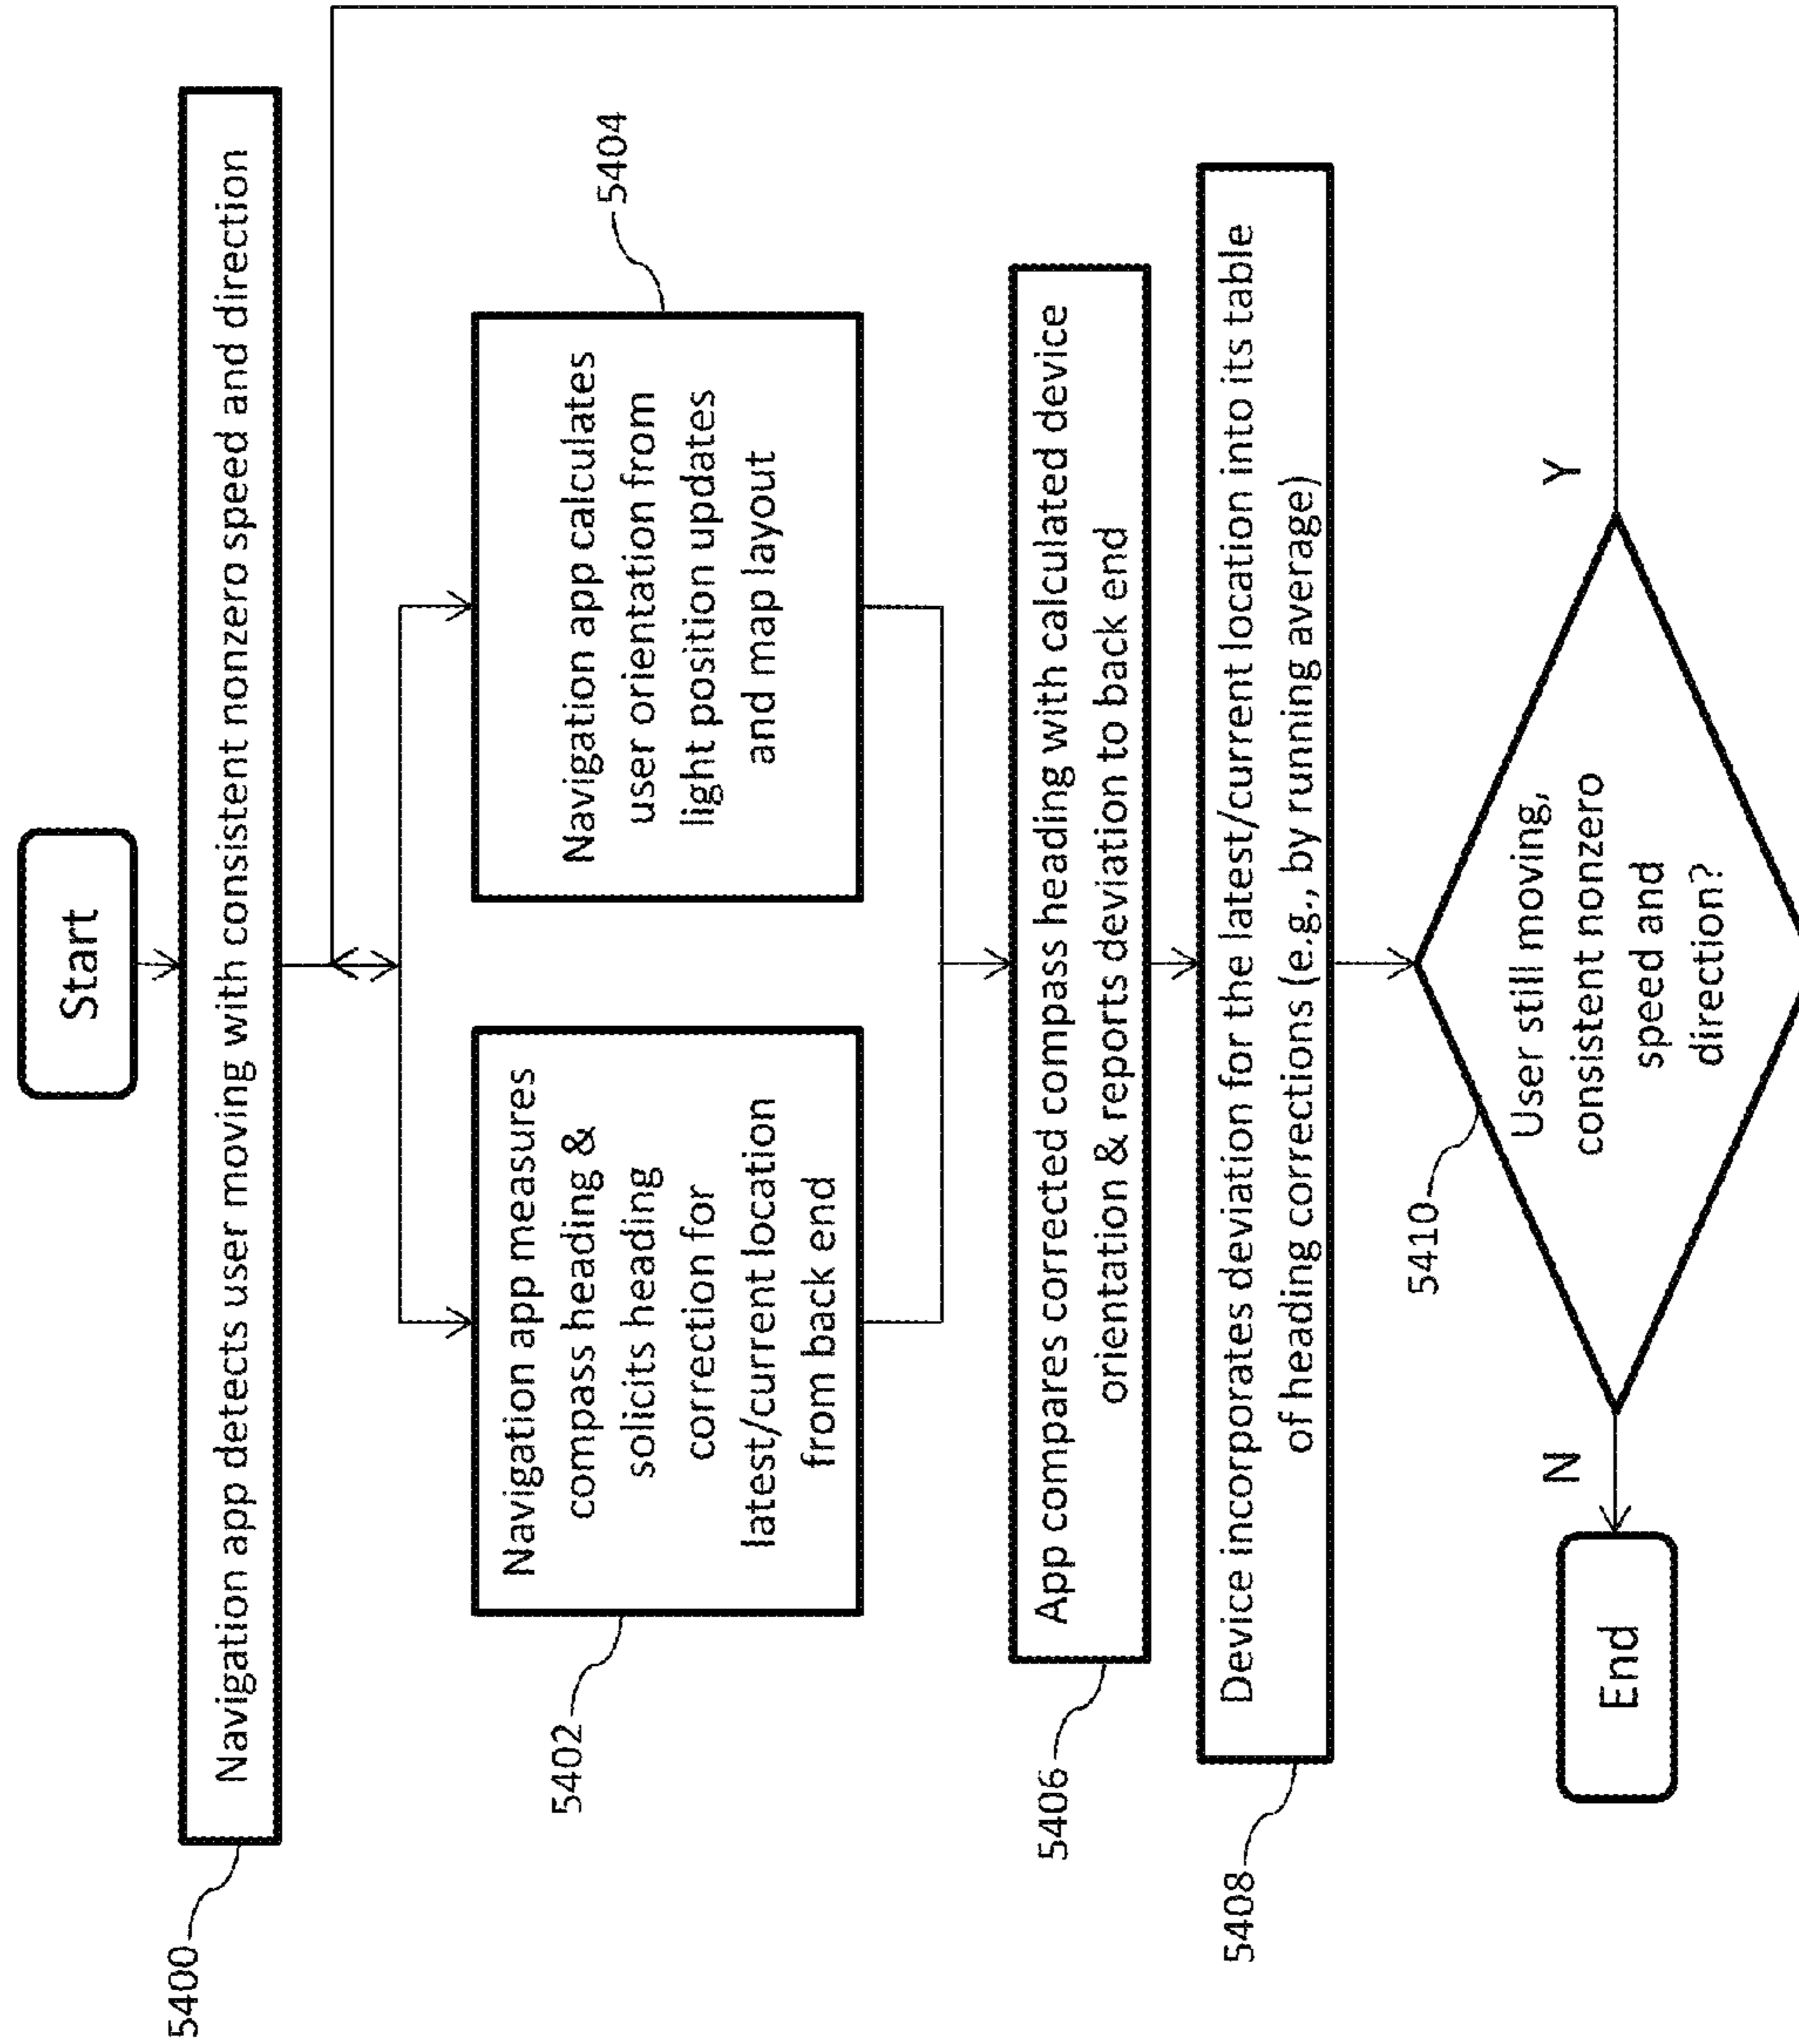 Start
5400
Navigation app detects user moving with consistent nonzero speed and direction
5402
Navigation app measures
compass heading &
solicits heading
correction for
latest/current location
from back end
5404
Navigation app calculates
user orientation from
light position updates
and map layout
5406
App compares corrected compass heading with calculated device
orientation & reports deviation to back end
5408
Device incorporates deviation for the latest/current location into its table
of heading corrections (e.g., by running average)
5410
User still moving,
consistent nonzero
speed and
direction?
N
Y
End